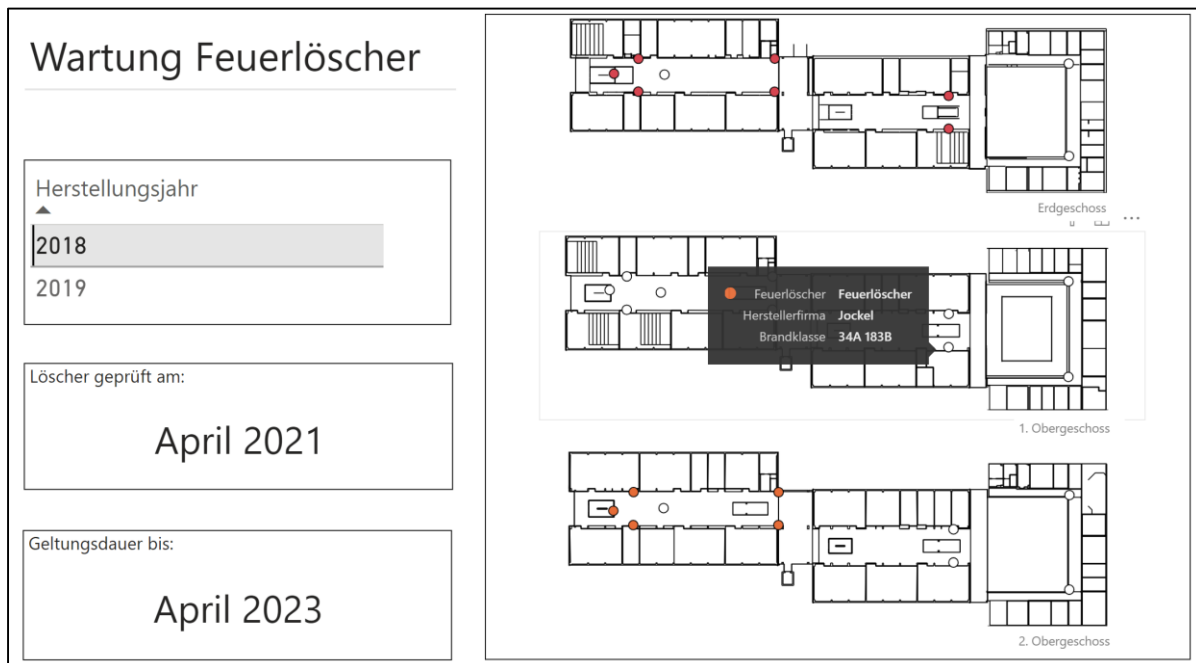 Wartung Feuerlöscher
Herstellungsjahr
2018
2019
Löscher geprüft am:
April 2021
Geltungsdauer bis:
April 2023
Erdgeschoss
...
Feuerlöscher Feuerlöscher
Herstellerfirma Jockel
Brandklasse 34A 183B
1. Obergeschoss
2. Obergeschoss